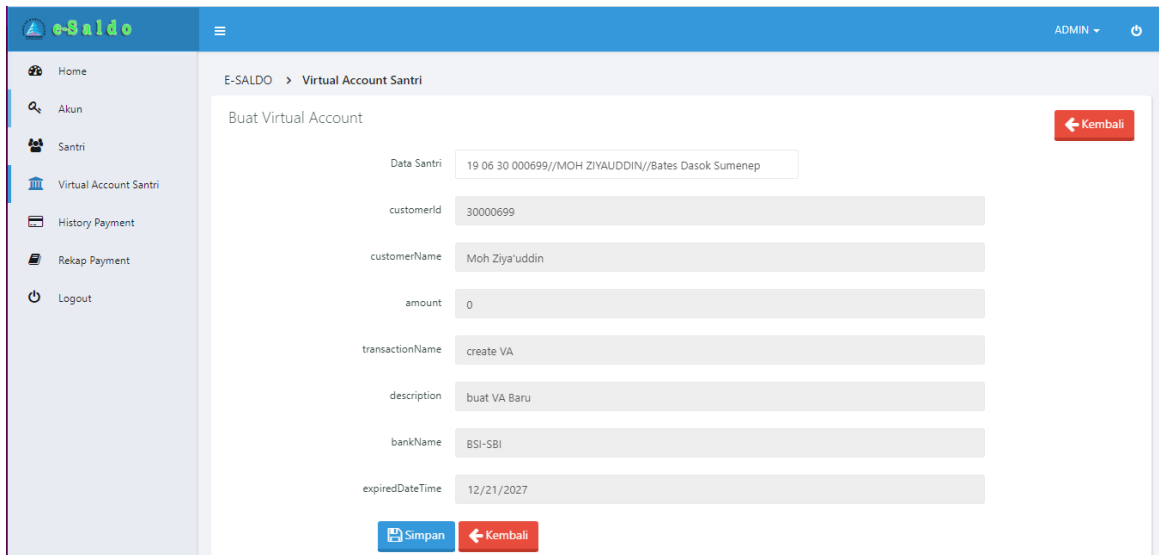 e-Saldo
ADMIN
Home
Akun
Santri
Virtual Account Santri
History Payment
Rekap Payment
Logout
E-SALDO > Virtual Account Santri
Buat Virtual Account
Kembali
Data Santri 19 06 30 000699//MOH ZIYAUDDIN//Bates Dasok Sumenep
customerId 30000699
customerName Moh Ziya'uddin
amount 0
transactionName create VA
description buat VA Baru
bankName BSI-SBI
expiredDateTime 12/21/2027
Simpan Kembali